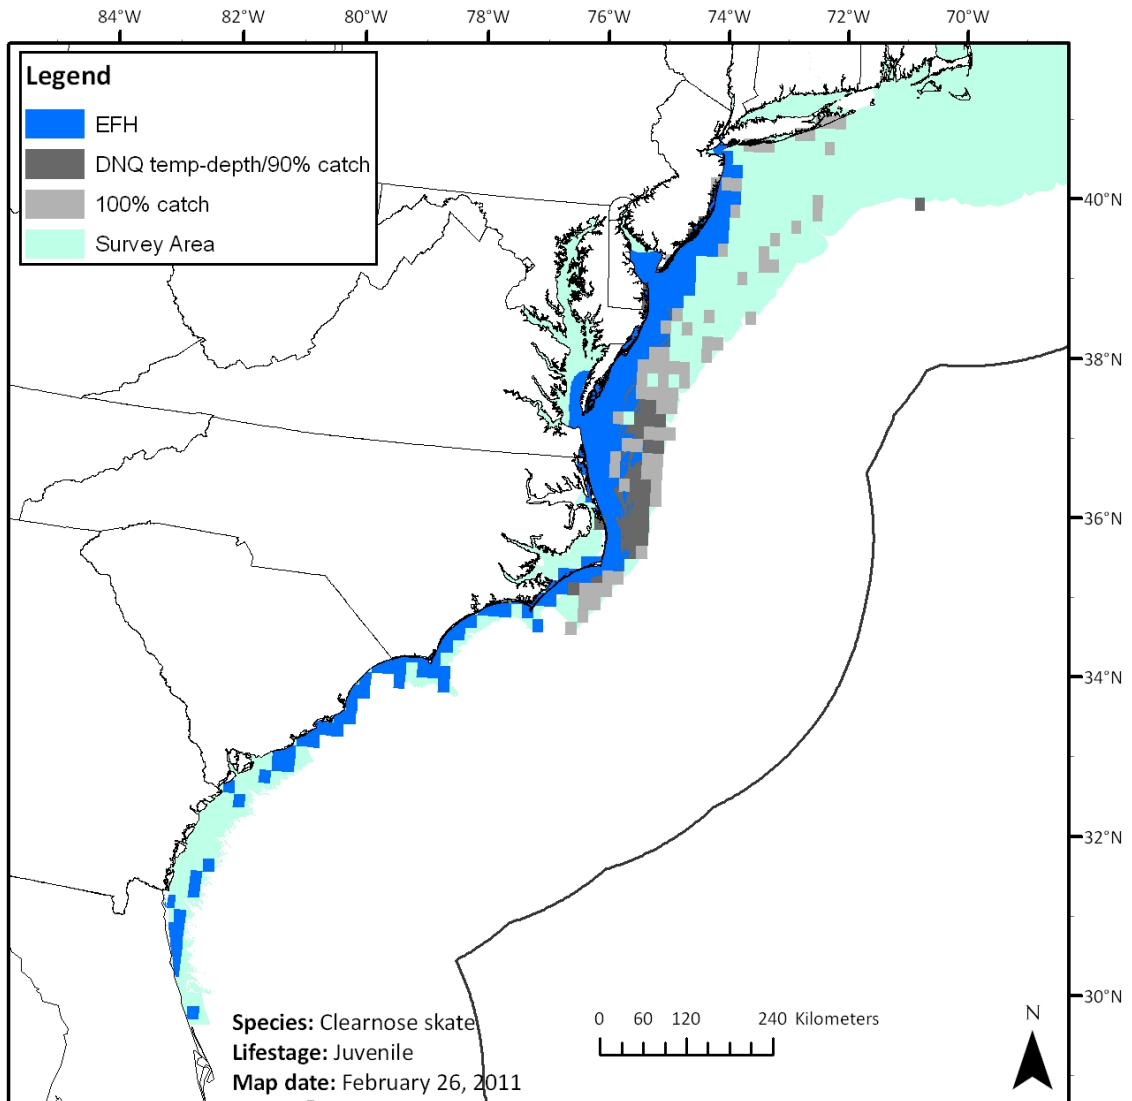 84°W 82°W 80°W 78°W 76°W 74°W 72°W 70°W
Legend
EFH
DNQ temp-depth/90% catch
100% catch
Survey Area
40°N
38°N
36°N
34°N
32°N
30°N
N
Species: Clearnose skate
Lifestage: Juvenile
Map date: February 26, 2011
0 60 120 240 Kilometers